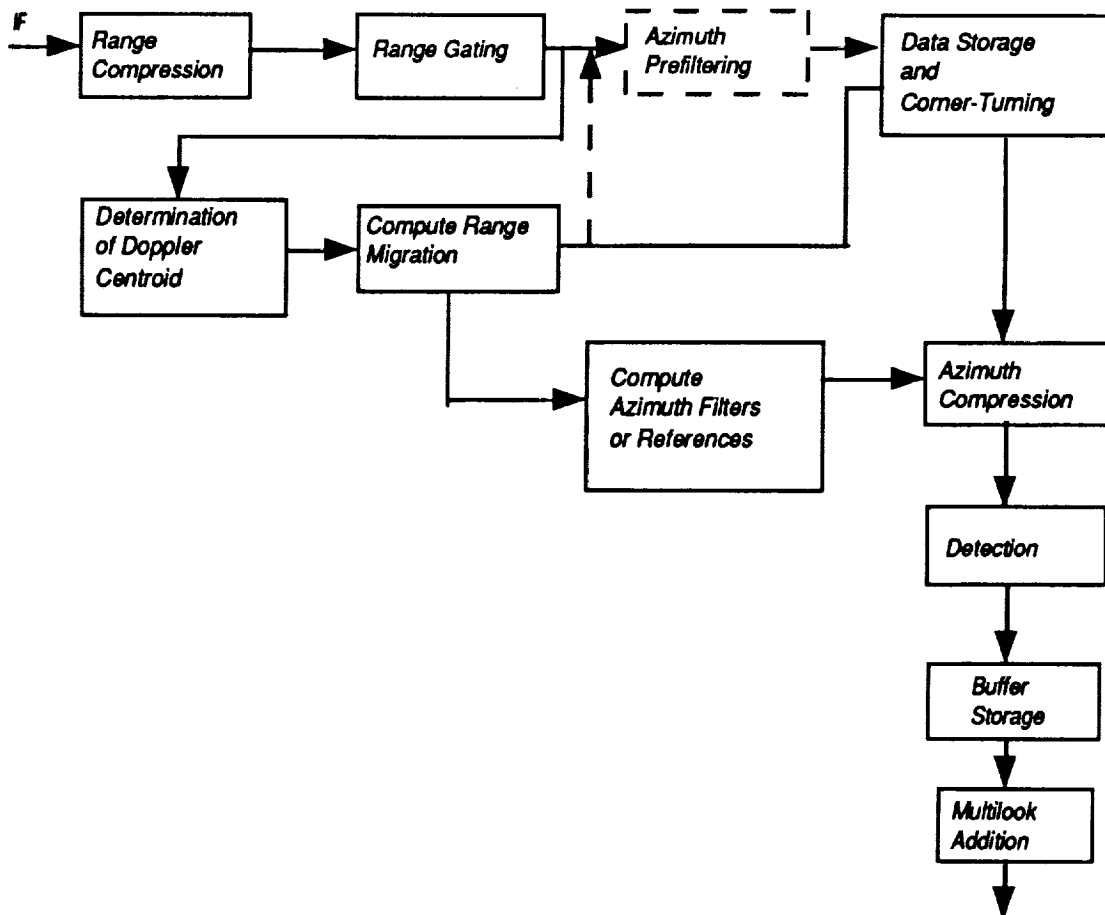 IF
Range
Compression
Range Gating
Azimuth
Prefiltering
Data Storage
and
Corner-Turning
Determination
of Doppler
Centroid
Compute Range
Migration
Compute
Azimuth Filters
or References
Azimuth
Compression
Detection
Buffer
Storage
Multilook
Addition